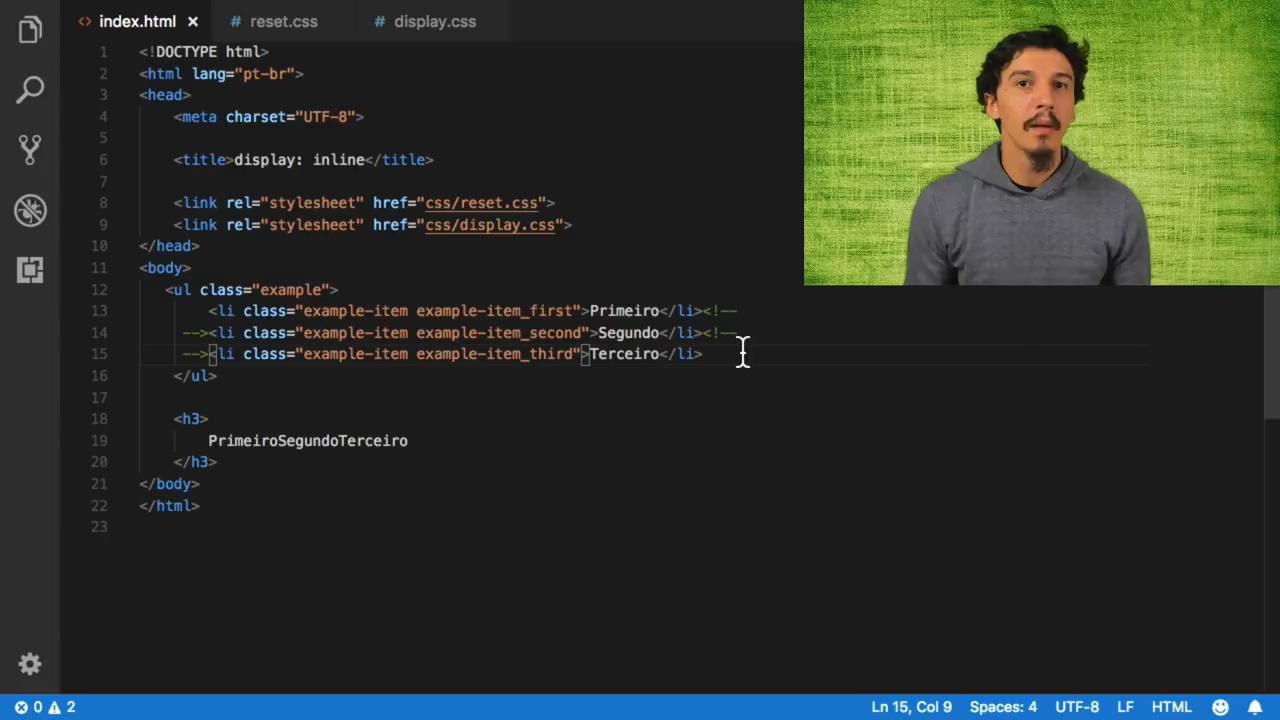 index.html
# reset.css
# display.css
1 <!DOCTYPE html>
2 <html lang="pt-br">
3 <head>
4 <meta charset="UTF-8">
5
6 <title>display: inline</title>
7
8 <link rel="stylesheet" href="css/reset.css">
9 <link rel="stylesheet" href="css/display.css">
10 </head>
11 <body>
12 <ul class="example">
13 <li class="example-item example-item_first">Primeiro</li><!--
14 --><li class="example-item example-item_second">Segundo</li><!--
15 --><li class="example-item example-item_third">Terceiro</li>
16 </ul>
17
18 <h3>
19 PrimeiroSegundoTerceiro
20 </h3>
21 </body>
22 </html>
23
0 2
Ln 15, Col 9 Spaces: 4 UTF-8 LF HTML